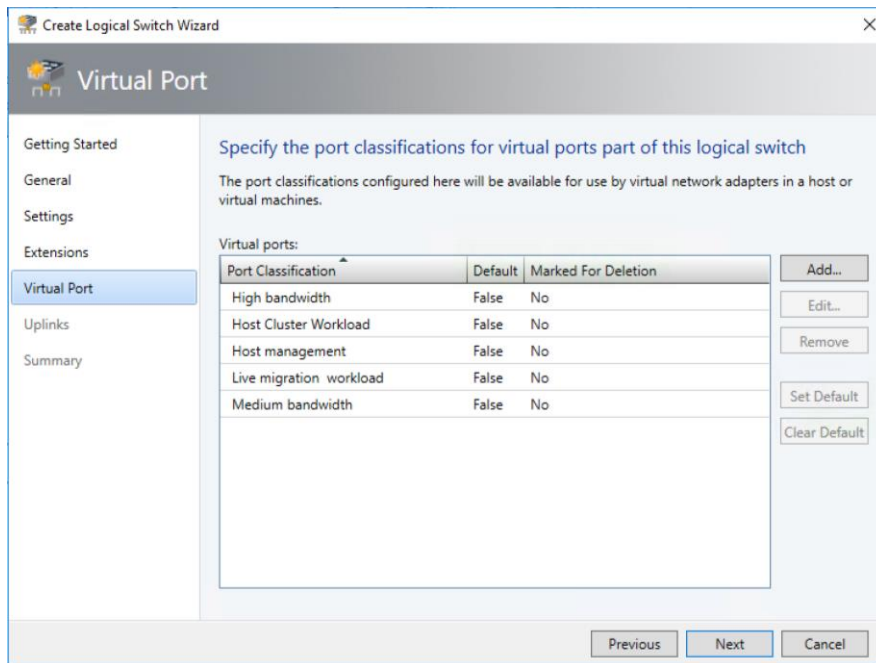 Create Logical Switch Wizard
Virtual Port
Getting Started
General
Settings
Extensions
Virtual Port
Uplinks
Summary
Specify the port classifications for virtual ports part of this logical switch
The port classifications configured here will be available for use by virtual network adapters in a host or
virtual machines.
Virtual ports:
Port Classification Default Marked For Deletion
High bandwidth False No
Host Cluster Workload False No
Host management False No
Live migration workload False No
Medium bandwidth False No
Add...
Edit...
Remove
Set Default
Clear Default
Previous Next Cancel